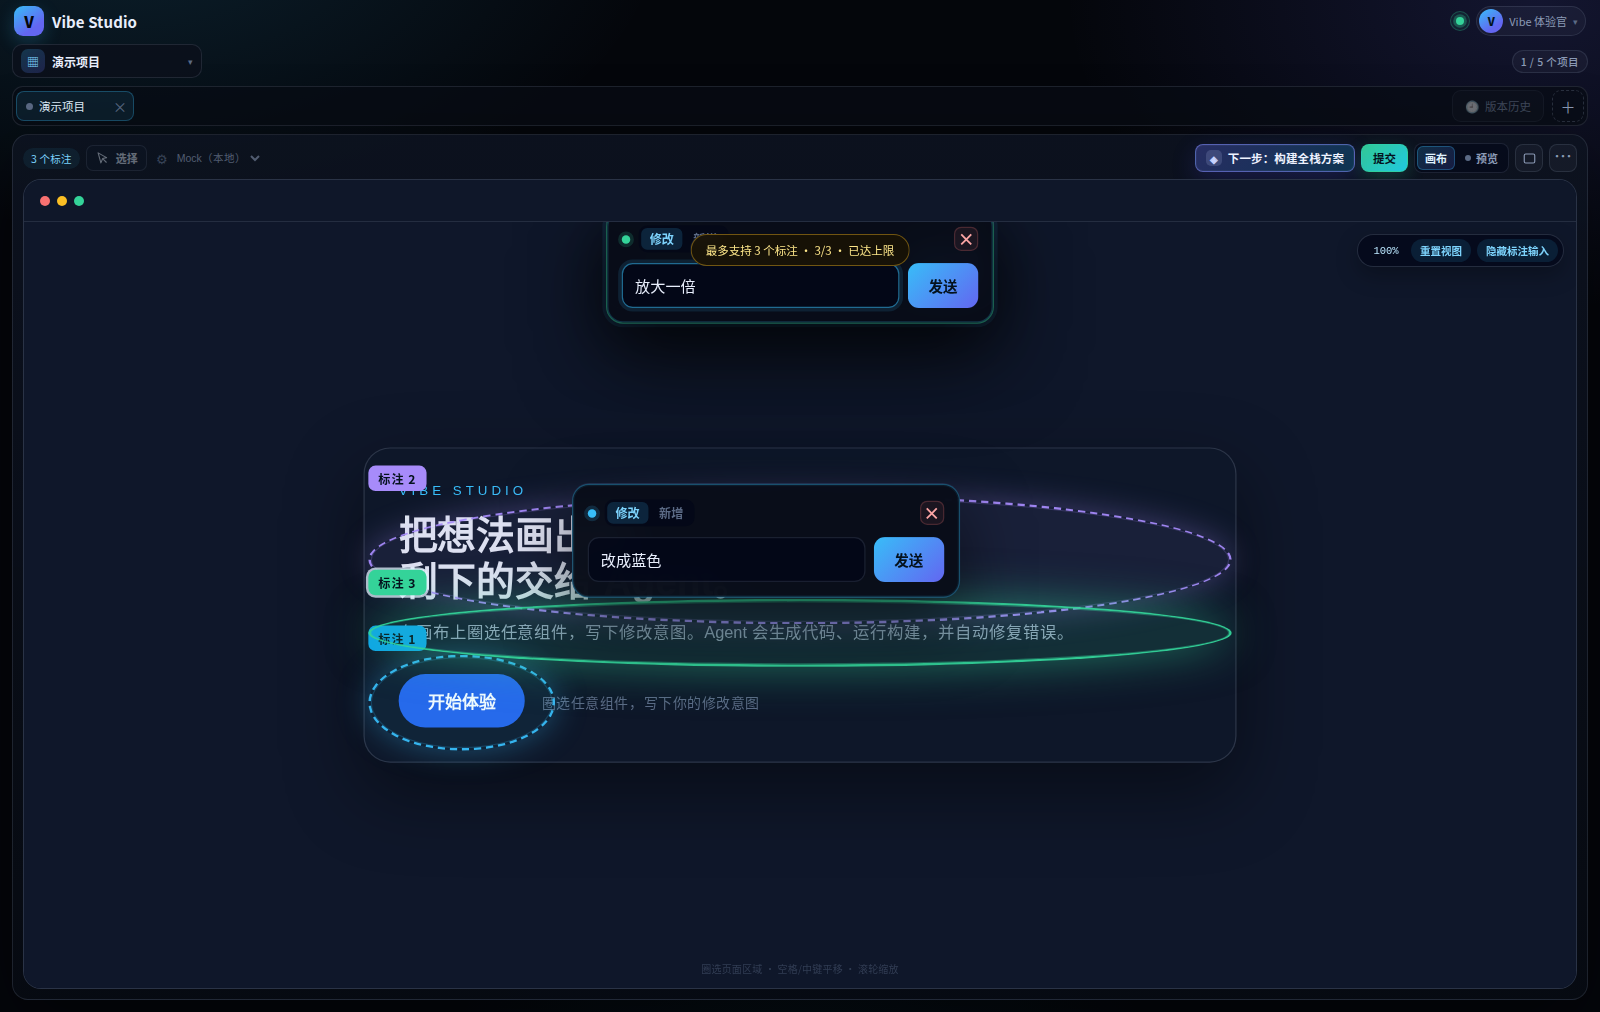 V Vibe Studio
V Vibe 体验官
演示项目
1 / 5 个项目
演示项目
版本历史
3 个标注
选择
Mock（本地）
下一步：构建全栈方案
提交
画布
预览
修改
最多支持 3 个标注 · 3/3 · 已达上限
100%
重置视图
隐藏标注输入
放大一倍
发送
标注 2
VIBE STUDIO
修改
新增
把想法画出
改成蓝色
发送
标注 3
剩下的交给
标注 1
画布上圈选任意组件，写下修改意图。Agent 会生成代码、运行构建，并自动修复错误。
开始体验
圈选任意组件，写下你的修改意图
圈选页面区域 · 空格/中键平移 · 滚轮缩放